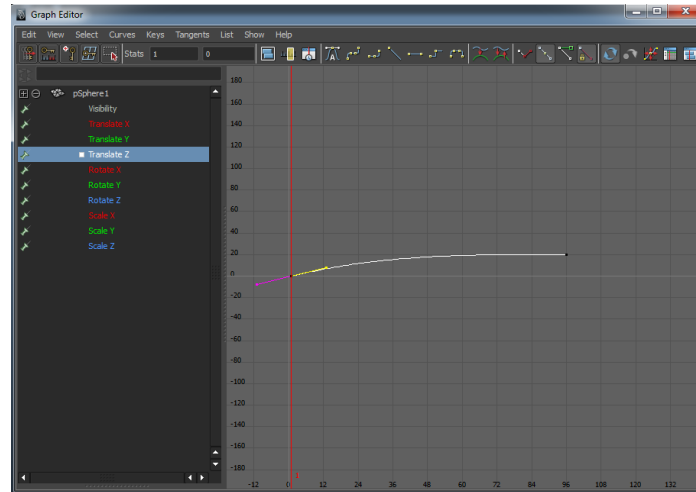 Graph Editor
Edit View Select Curves Keys Tangents List Show Help
Stats 1 0
pSphere1
Visibility
Translate X
Translate Y
Translate Z
Rotate X
Rotate Y
Rotate Z
Scale X
Scale Y
Scale Z
180
160
140
120
100
80
60
40
20
0
-20
-40
-60
-80
-100
-120
-140
-160
-180
1
-12 0 12 24 36 48 60 72 84 96 108 120 132